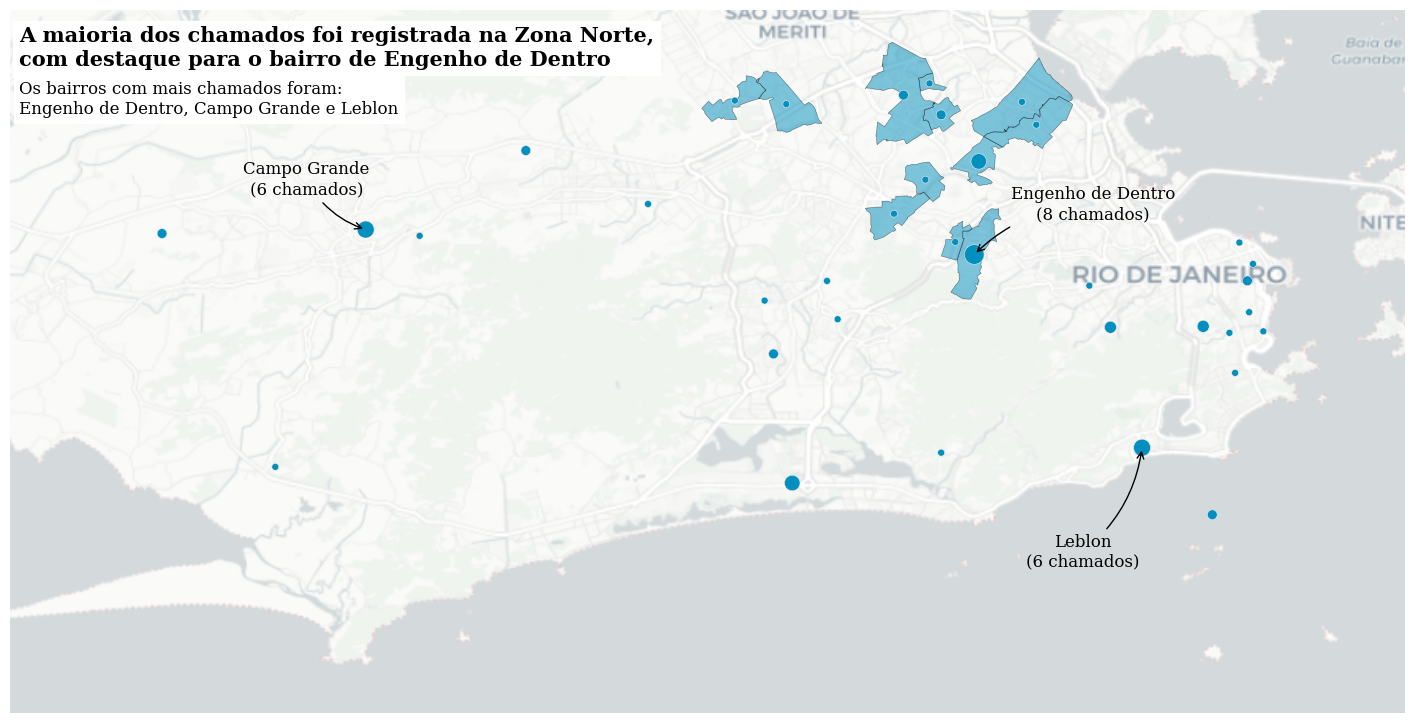 A maioria dos chamados foi registrada na Zona Norte,
com destaque para o bairro de Engenho de Dentro
Os bairros com mais chamados foram:
Engenho de Dentro, Campo Grande e Leblon
SÃO JOÃO DE
MERITI
Baía de
Guanabar
Campo Grande
(6 chamados)
Engenho de Dentro
(8 chamados)
NITE
RIO DE JANEIRO
Leblon
(6 chamados)